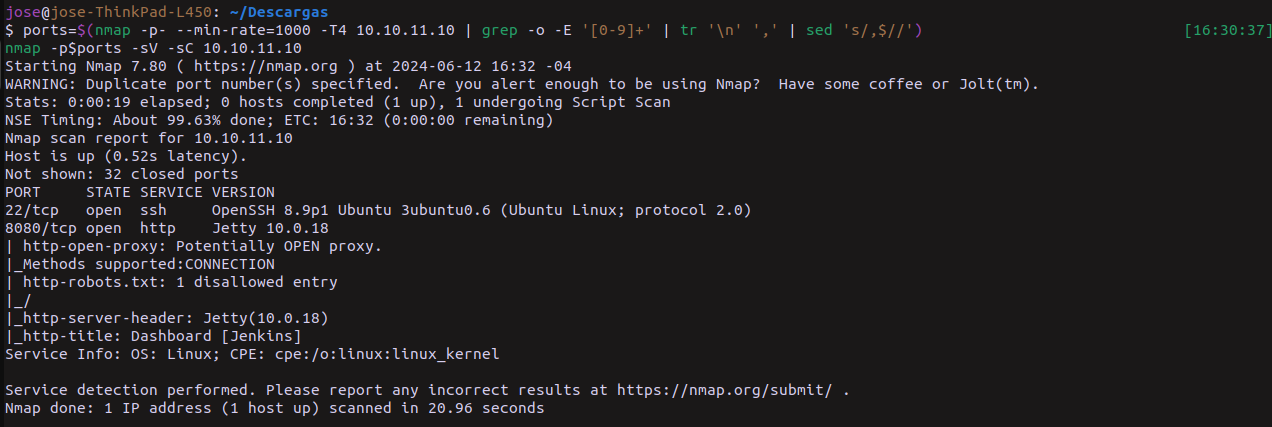 jose@jose-ThinkPad-L450: ~/Descargas
$ ports=$(nmap -p- --min-rate=1000 -T4 10.10.11.10 | grep -o -E '[0-9]+' | tr '\n' ',' | sed 's/,$//') [16:30:37]
nmap -p$ports -sV -sC 10.10.11.10
Starting Nmap 7.80 ( https://nmap.org ) at 2024-06-12 16:32 -04
WARNING: Duplicate port number(s) specified.  Are you alert enough to be using Nmap?  Have some coffee or Jolt(tm).
Stats: 0:00:19 elapsed; 0 hosts completed (1 up), 1 undergoing Script Scan
NSE Timing: About 99.63% done; ETC: 16:32 (0:00:00 remaining)
Nmap scan report for 10.10.11.10
Host is up (0.52s latency).
Not shown: 32 closed ports
PORT     STATE SERVICE VERSION
22/tcp   open  ssh     OpenSSH 8.9p1 Ubuntu 3ubuntu0.6 (Ubuntu Linux; protocol 2.0)
8080/tcp open  http    Jetty 10.0.18
| http-open-proxy: Potentially OPEN proxy.
|_Methods supported:CONNECTION
| http-robots.txt: 1 disallowed entry
|_/
|_http-server-header: Jetty(10.0.18)
|_http-title: Dashboard [Jenkins]
Service Info: OS: Linux; CPE: cpe:/o:linux:linux_kernel

Service detection performed. Please report any incorrect results at https://nmap.org/submit/ .
Nmap done: 1 IP address (1 host up) scanned in 20.96 seconds